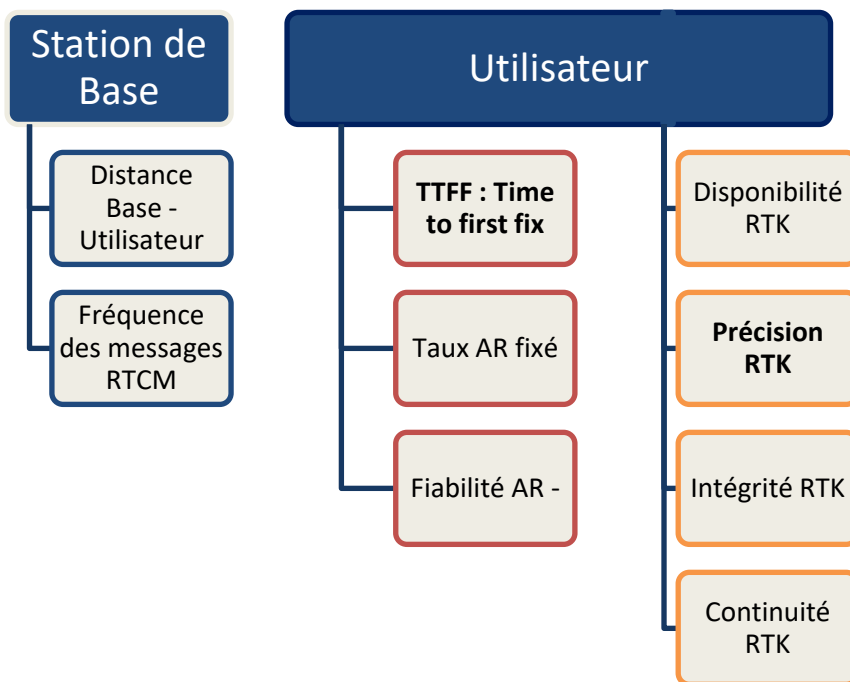 Station de
Base
Distance
Base -
Utilisateur
Fréquence
des messages
RTCM
Utilisateur
TTFF : Time
to first fix
Taux AR fixé
Fiabilité AR -
Disponibilité
RTK
Précision
RTK
Intégrité RTK
Continuité
RTK